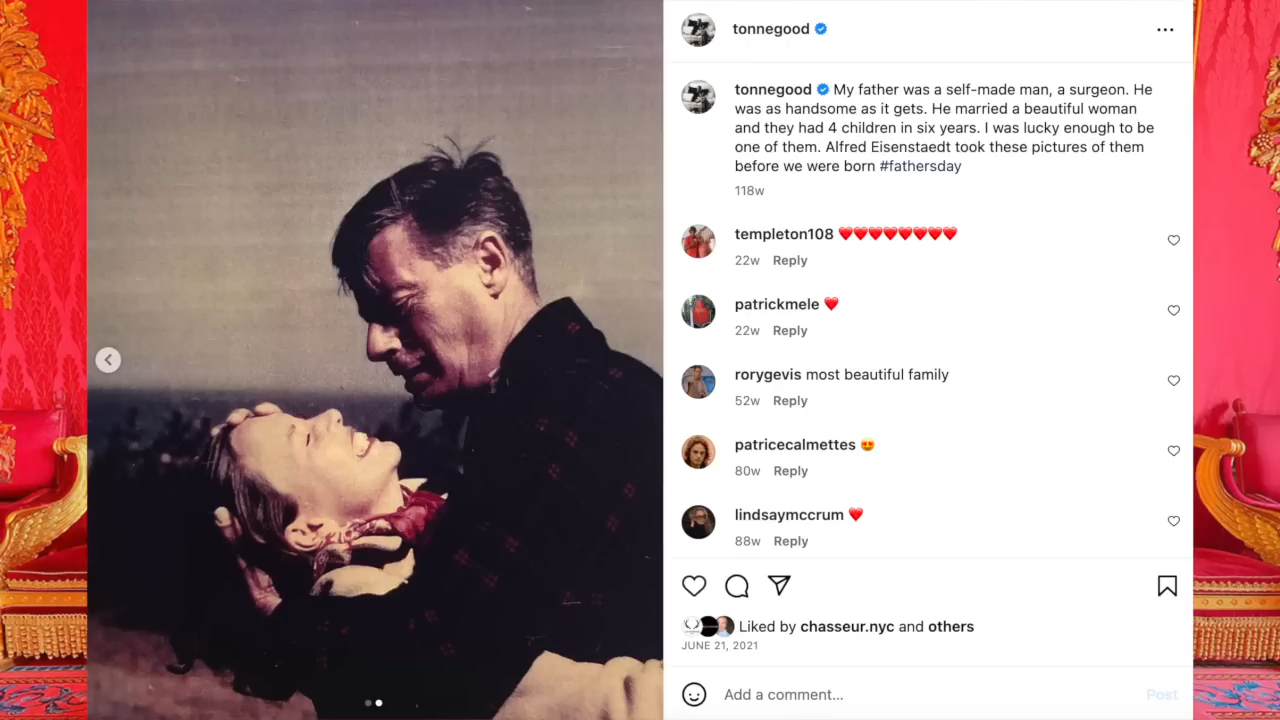 tonnegood
tonnegood My father was a self-made man, a surgeon. He
was as handsome as it gets. He married a beautiful woman
and they had 4 children in six years. I was lucky enough to be
one of them. Alfred Eisenstaedt took these pictures of them
before we were born #fathersday
118w
templeton108 ❤️❤️❤️❤️❤️❤️❤️❤️
22w Reply
patrickmele ❤️
22w Reply
rorygevis most beautiful family
52w Reply
patricecalmettes 😍
80w Reply
lindsaymccrum ❤️
88w Reply
Liked by chasseur.nyc and others
JUNE 21, 2021
Add a comment... Post